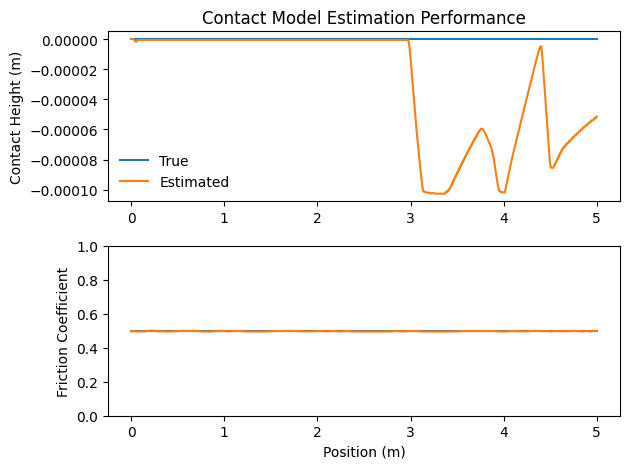 Contact Model Estimation Performance
Contact Height (m)
0.00000
−0.00002
−0.00004
−0.00006
−0.00008
−0.00010
True
Estimated
0 1 2 3 4 5
Friction Coefficient
1.0
0.8
0.6
0.4
0.2
0.0
0 1 2 3 4 5
Position (m)